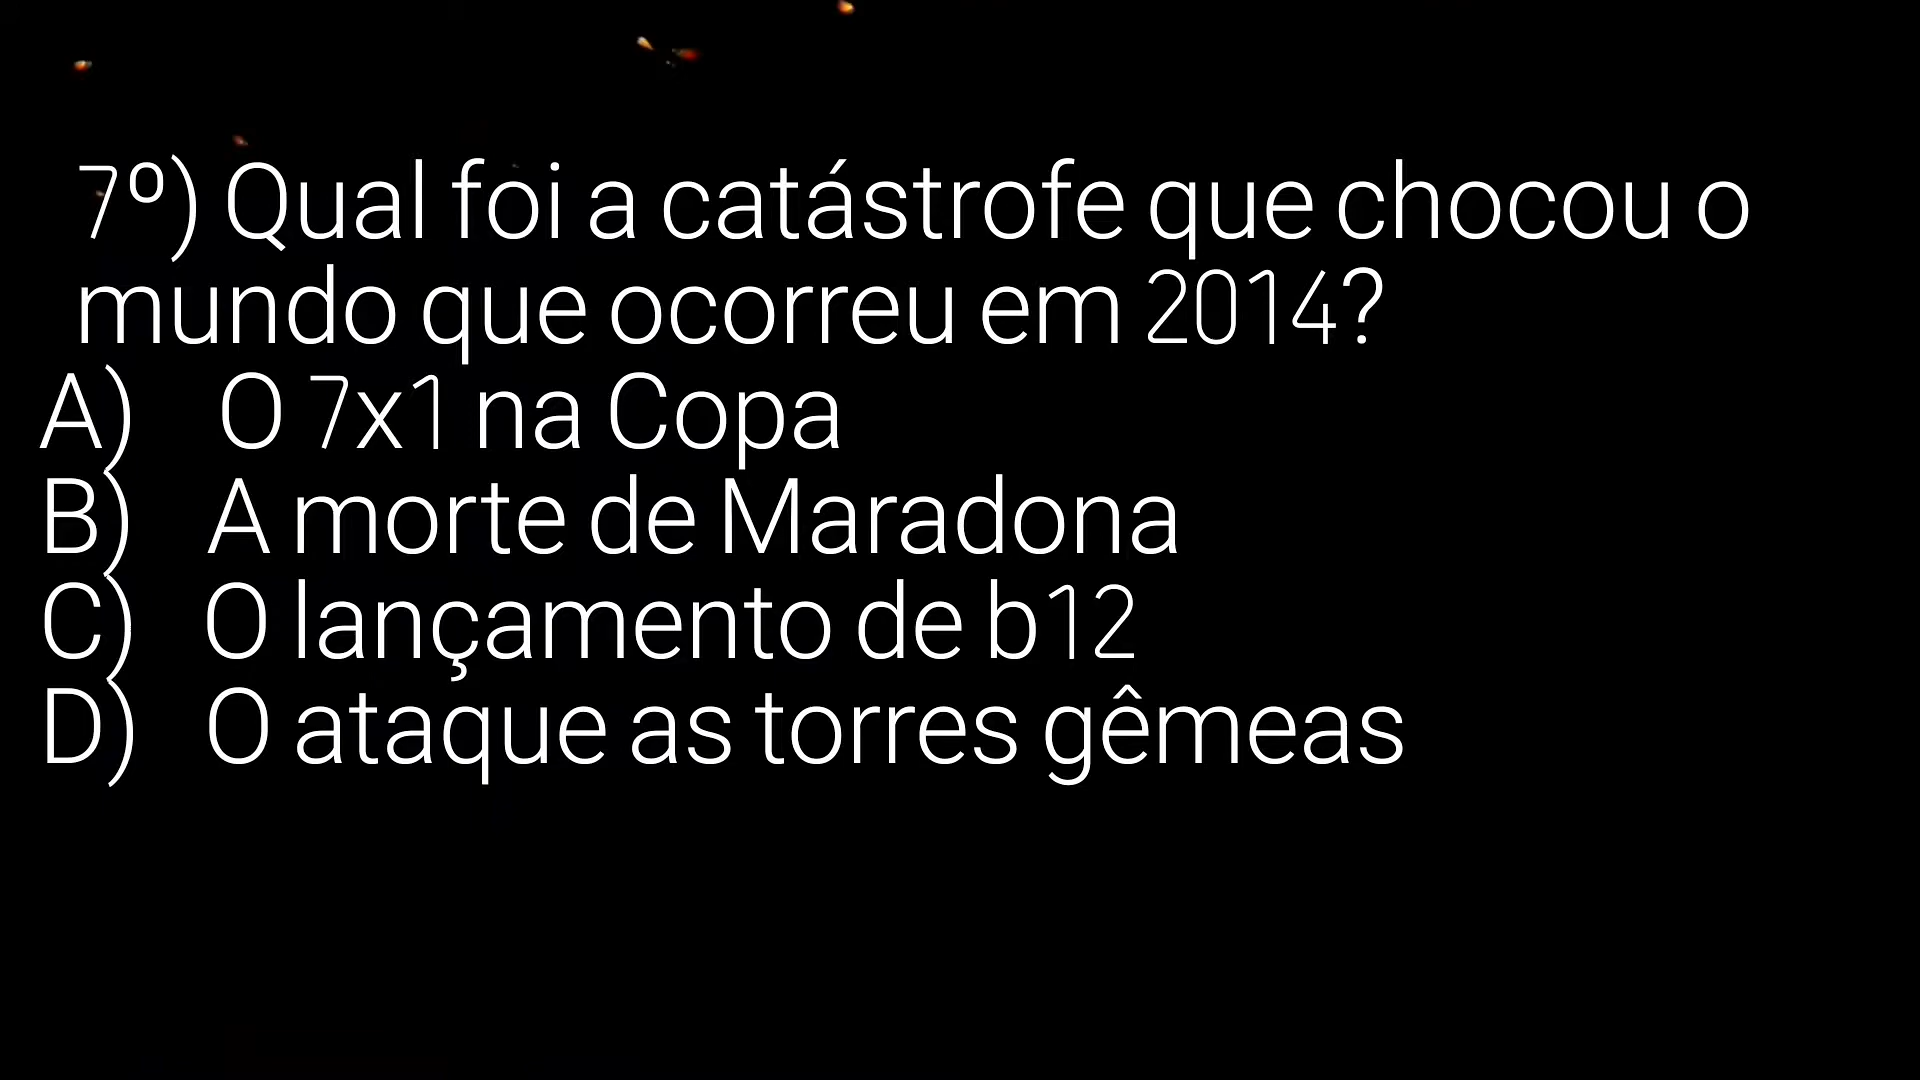 7º) Qual foi a catástrofe que chocou o
mundo que ocorreu em 2014?
A) O 7x1 na Copa
B) A morte de Maradona
C) O lançamento de b12
D) O ataque as torres gêmeas